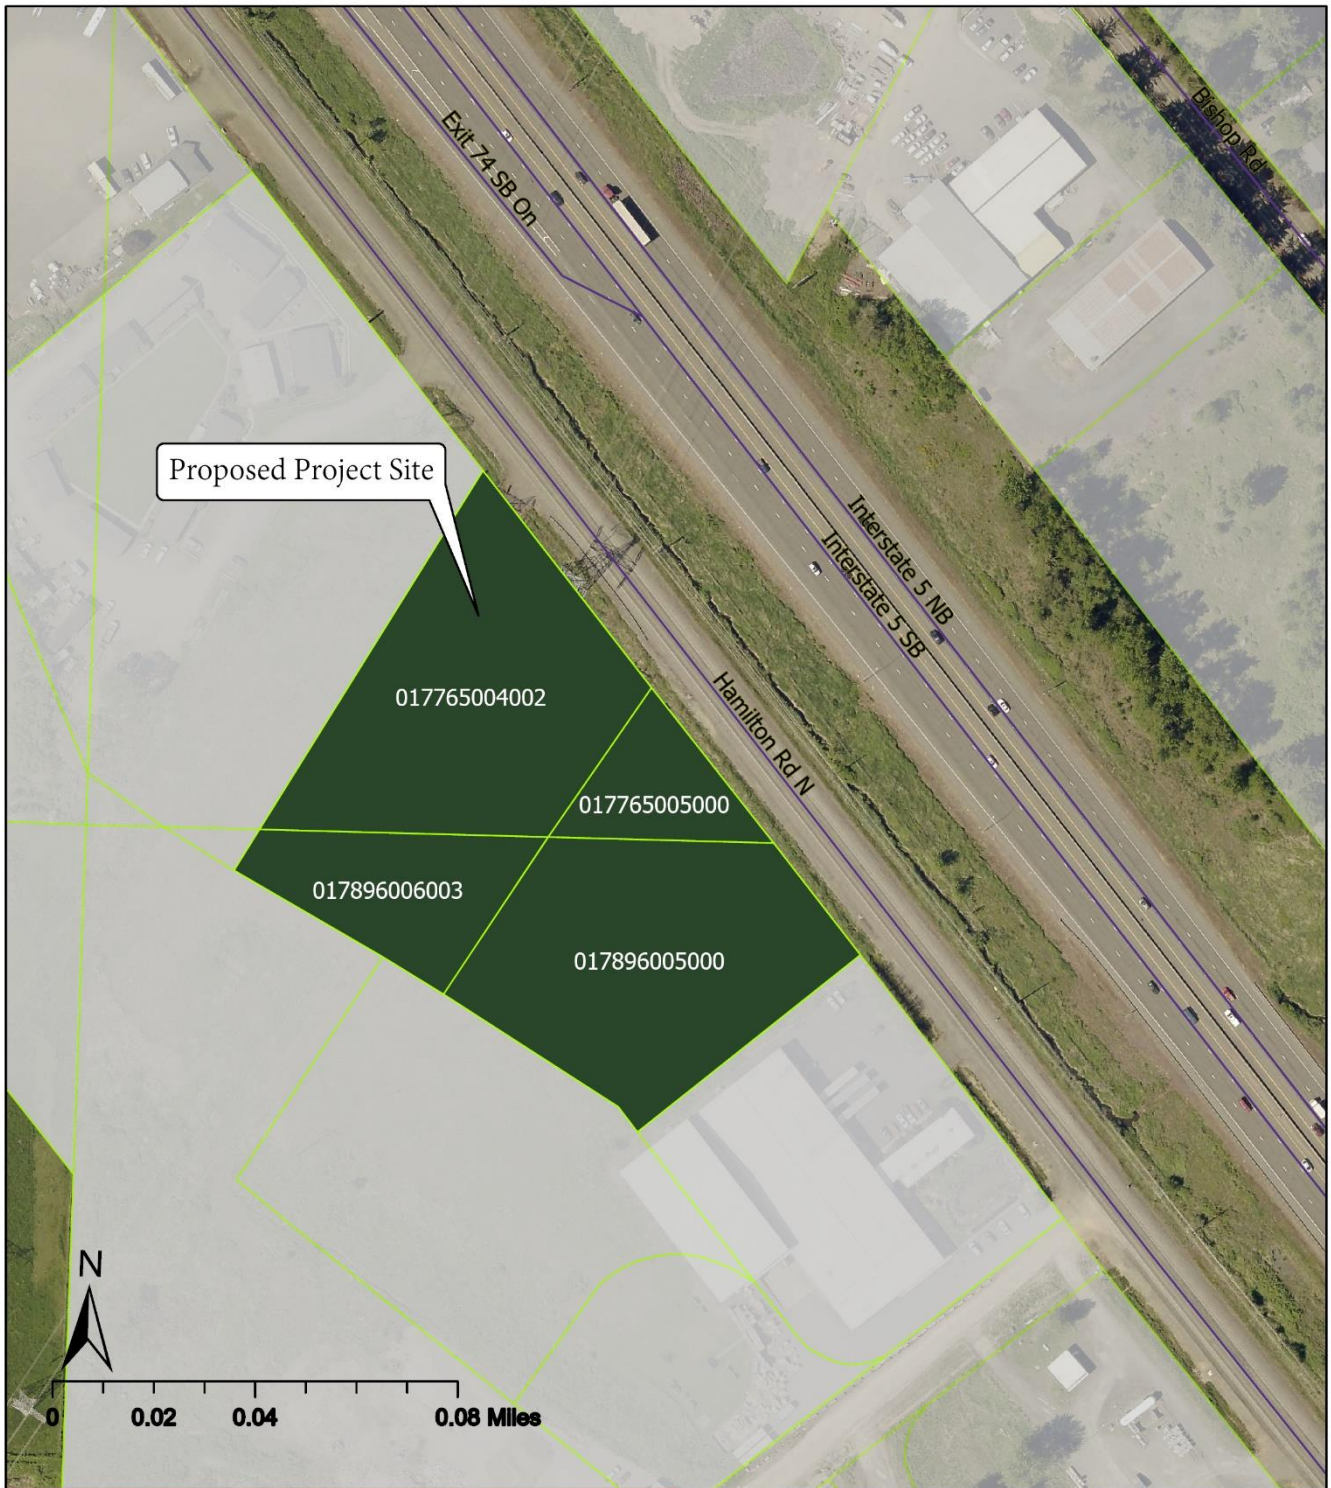 Bishop Rd
Exit 74 SB On
Proposed Project Site
Interstate 5 NB
Interstate 5 SB
017765004002
Hamilton Rd N
017765005000
017896006003
017896005000
N
0 0.02 0.04 0.08 Miles